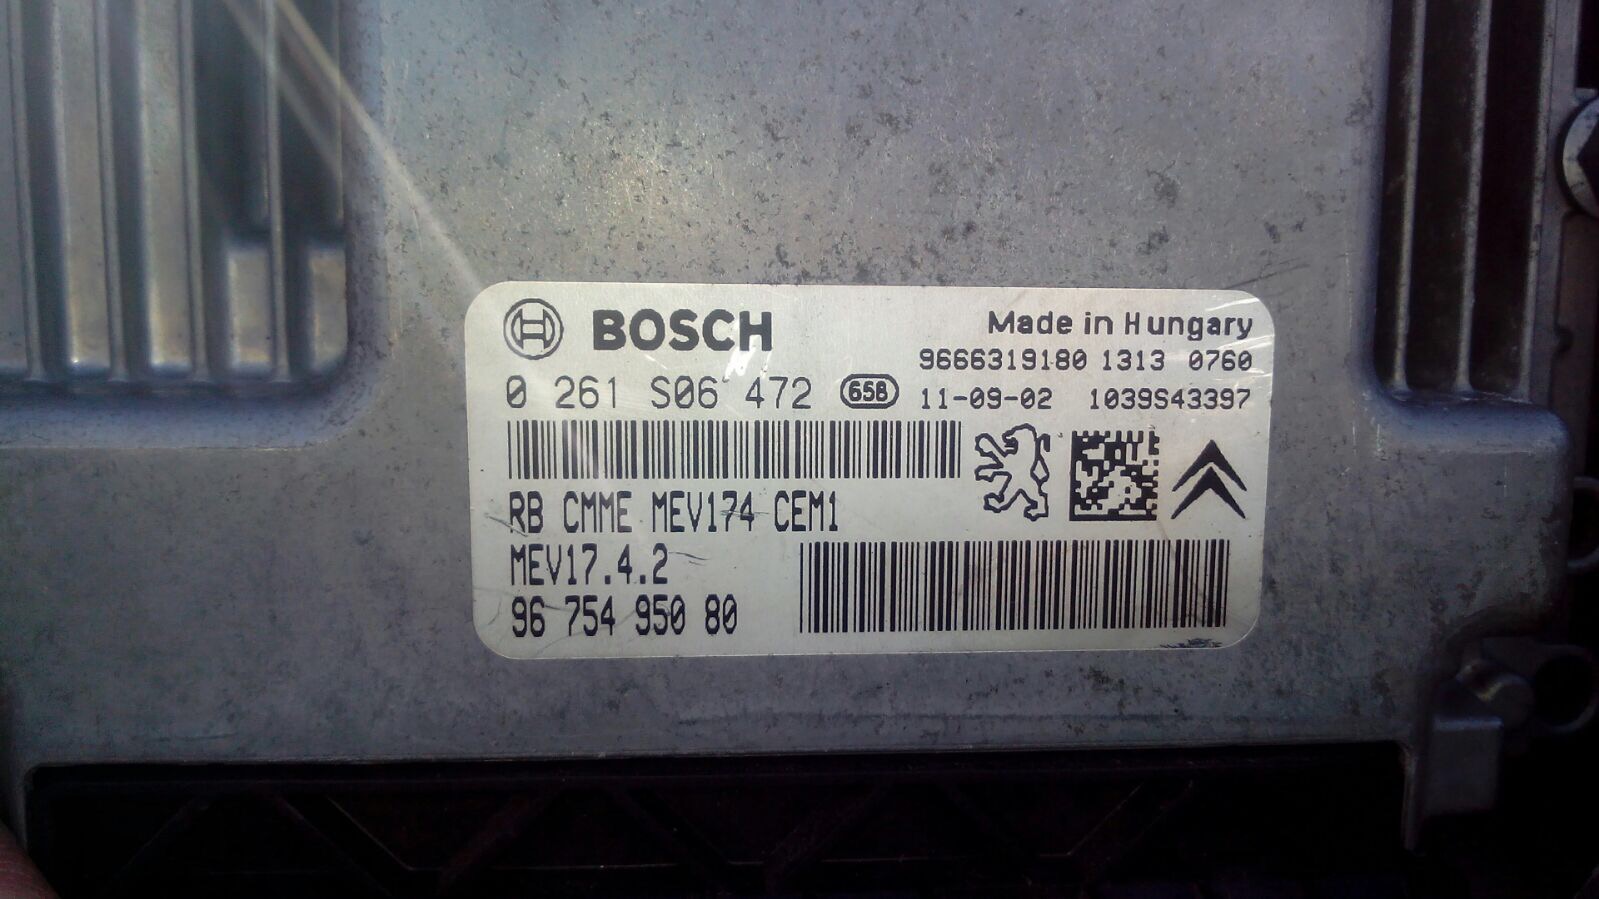 BOSCH
Made in Hungary
9666319180 1313 0760
0 261 S06 472 65B 11-09-02 1039S43397
RB CMME MEV174 CEM1
MEV17.4.2
96 754 950 80